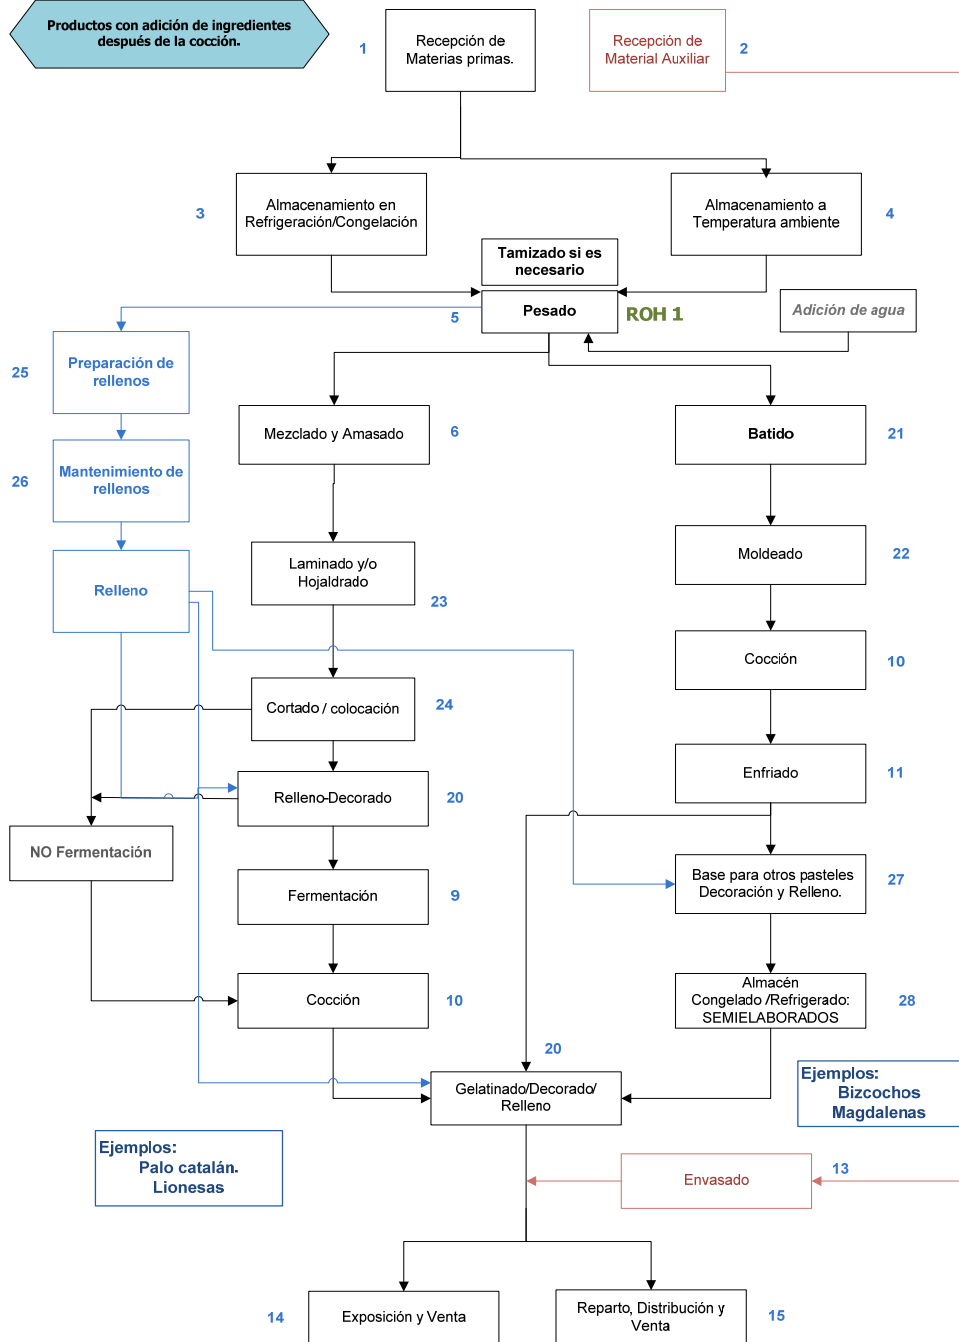 Productos con adición de ingredientes
después de la cocción.
1
Recepción de
Materias primas.
Recepción de
Material Auxiliar
2
3
Almacenamiento en
Refrigeración/Congelación
Almacenamiento a
Temperatura ambiente
4
Tamizado si es
necesario
5
Pesado
ROH 1
Adición de agua
25
Preparación de
rellenos
Mezclado y Amasado
6
Batido
21
26
Mantenimiento de
rellenos
Laminado y/o
Hojaldrado
23
Moldeado
22
Relleno
Cocción
10
Cortado / colocación
24
Enfriado
11
Relleno-Decorado
20
NO Fermentación
Fermentación
9
Base para otros pasteles
Decoración y Relleno.
27
Cocción
10
Almacén
Congelado /Refrigerado:
SEMIELABORADOS
28
20
Gelatinado/Decorado/
Relleno
Ejemplos:
Bizcochos
Magdalenas
Ejemplos:
Palo catalán.
Lionesas
Envasado
13
14
Exposición y Venta
Reparto, Distribución y
Venta
15